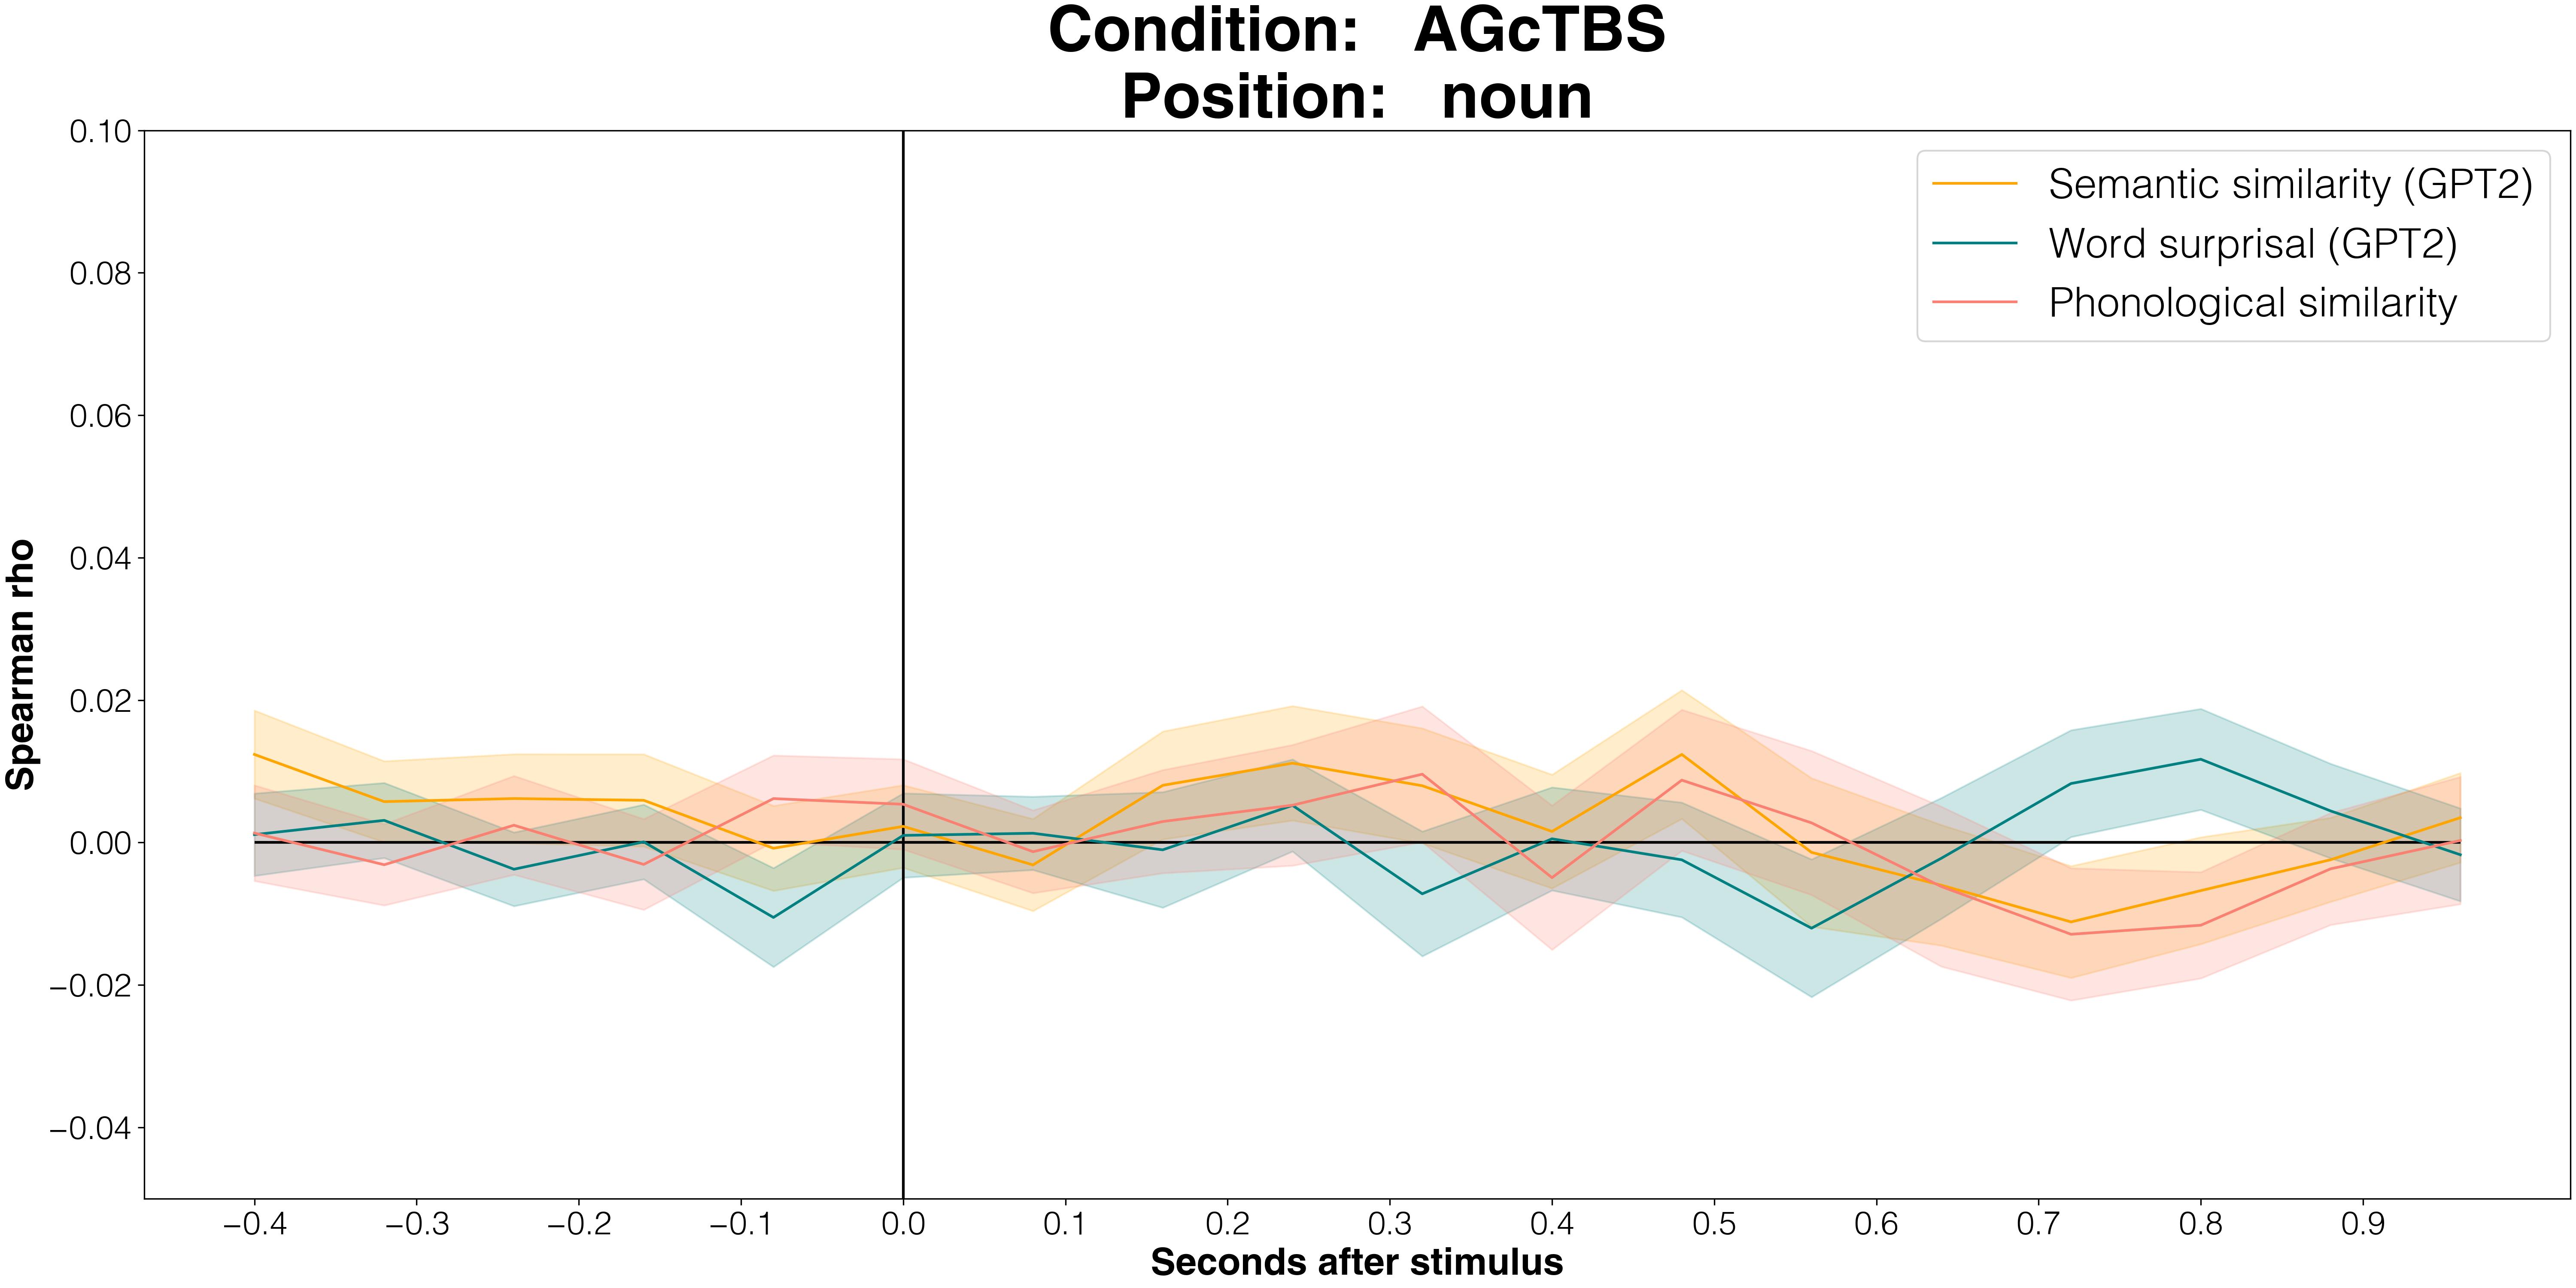 Condition: AGcTBS
Position: noun
0.10
0.08
0.06
0.04
0.02
0.00
−0.02
−0.04
Spearman rho
Semantic similarity (GPT2)
Word surprisal (GPT2)
Phonological similarity
−0.4 −0.3 −0.2 −0.1 0.0 0.1 0.2 0.3 0.4 0.5 0.6 0.7 0.8 0.9
Seconds after stimulus